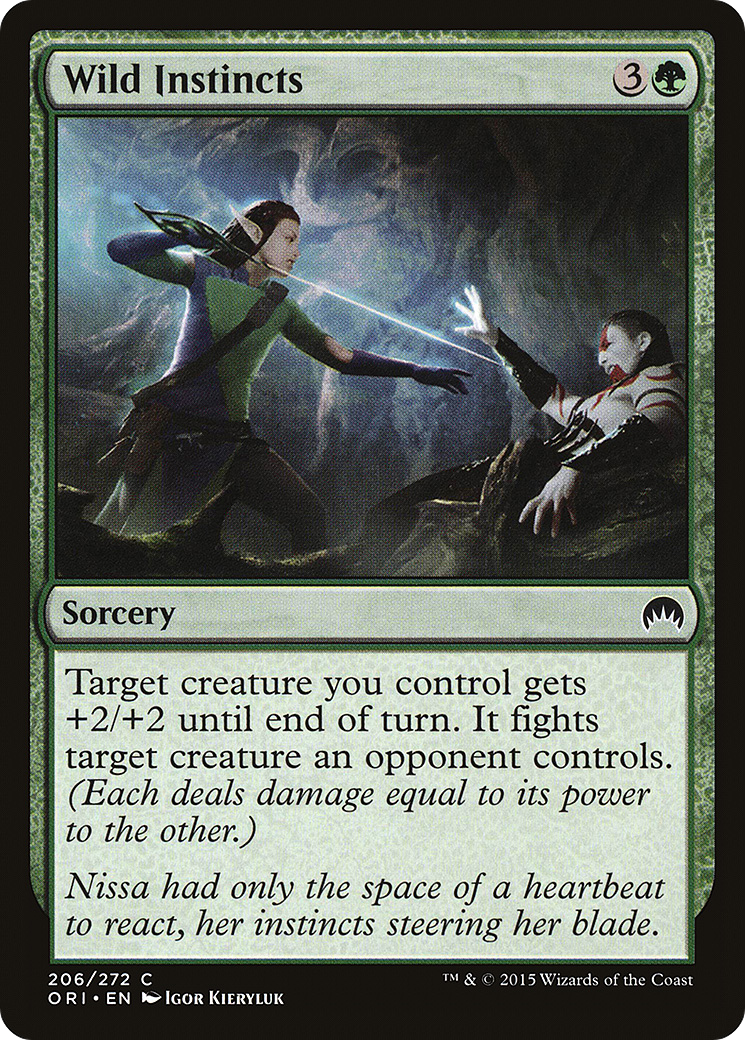 Wild Instincts
3
Sorcery
Target creature you control gets
+2/+2 until end of turn. It fights
target creature an opponent controls.
(Each deals damage equal to its power
to the other.)
Nissa had only the space of a heartbeat
to react, her instincts steering her blade.
206/272 C
ORI • EN Igor Kieryluk
™ & © 2015 Wizards of the Coast